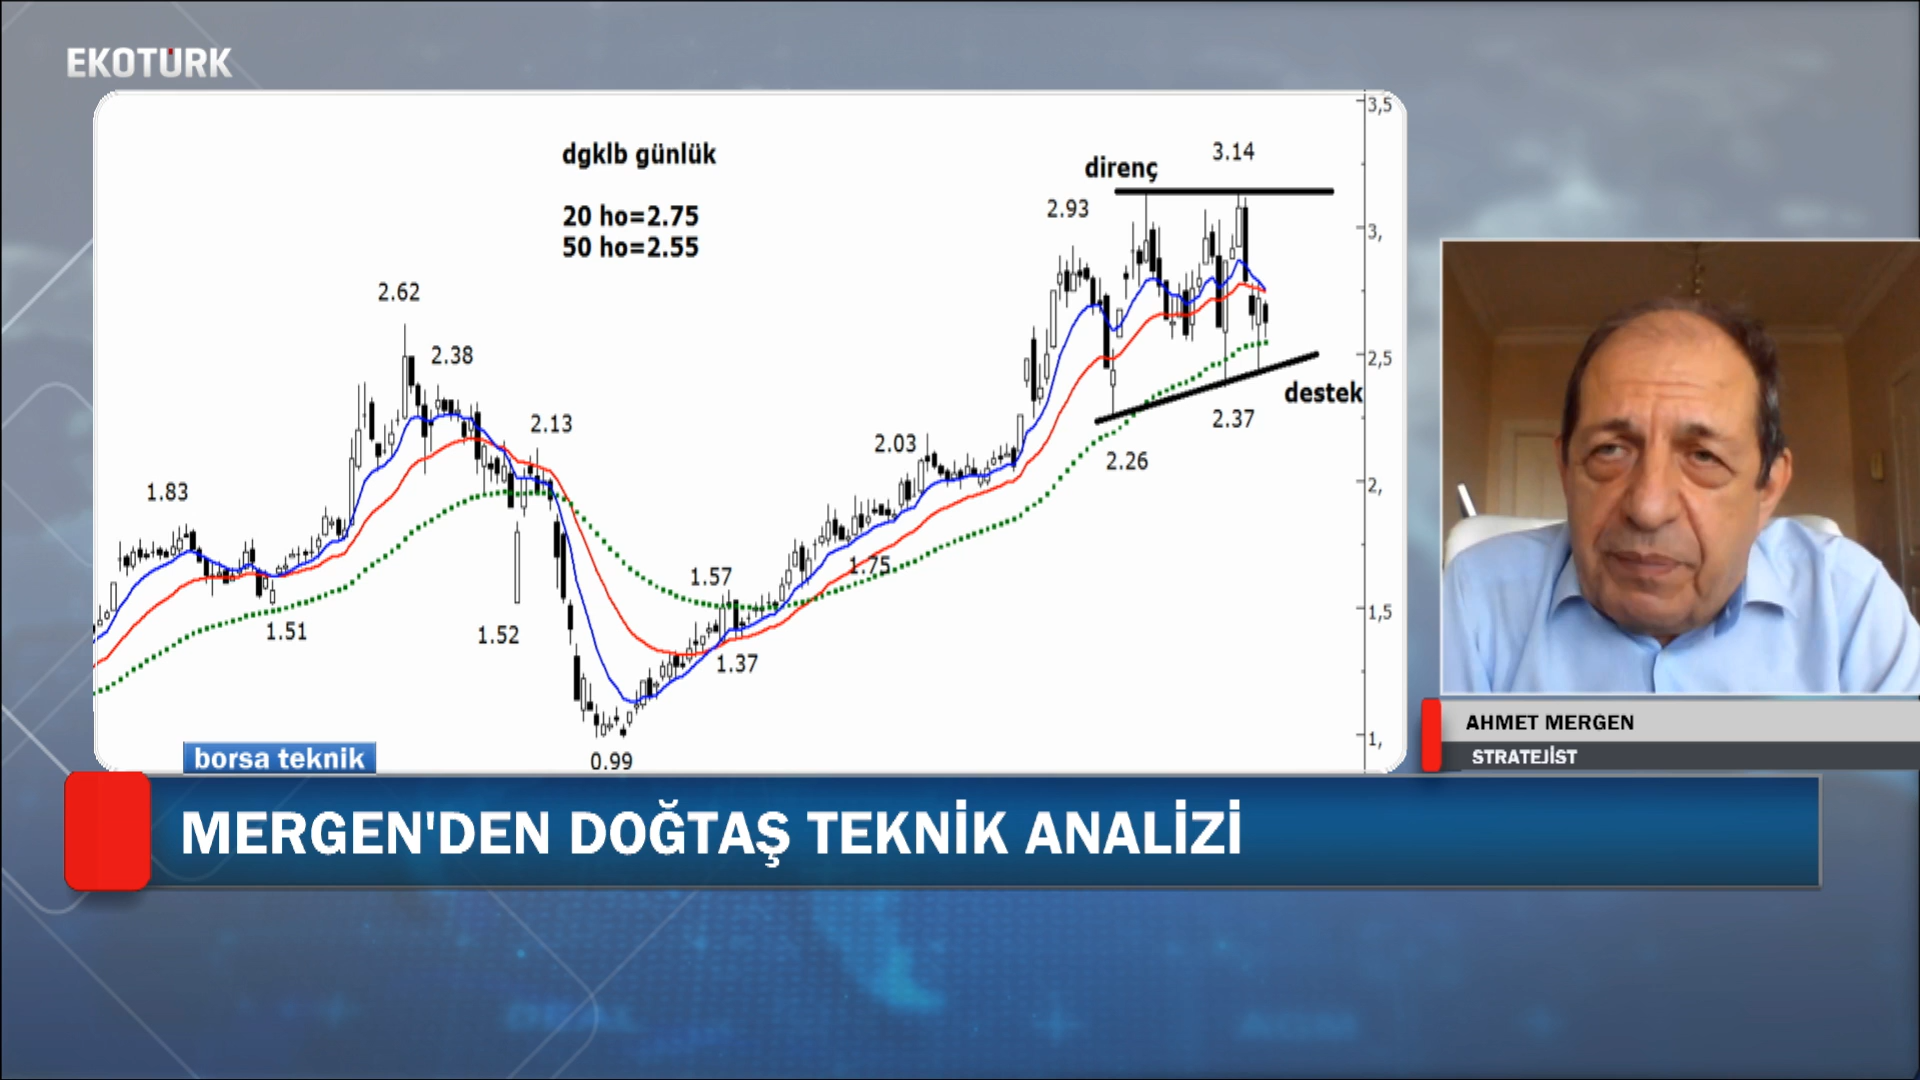 EKOTÜRK
dgklb günlük
20 ho=2.75
50 ho=2.55
direnç
3.14
2.93
2.62
2.38
2.13
2.03
1.83
1.75
1.57
1.51
1.52
1.37
0.99
2.26
2.37
destek
3,5
3,
2,5
2,
1,5
1,
borsa teknik
MERGEN'DEN DOĞTAŞ TEKNİK ANALİZİ
AHMET MERGEN
STRATEJİST